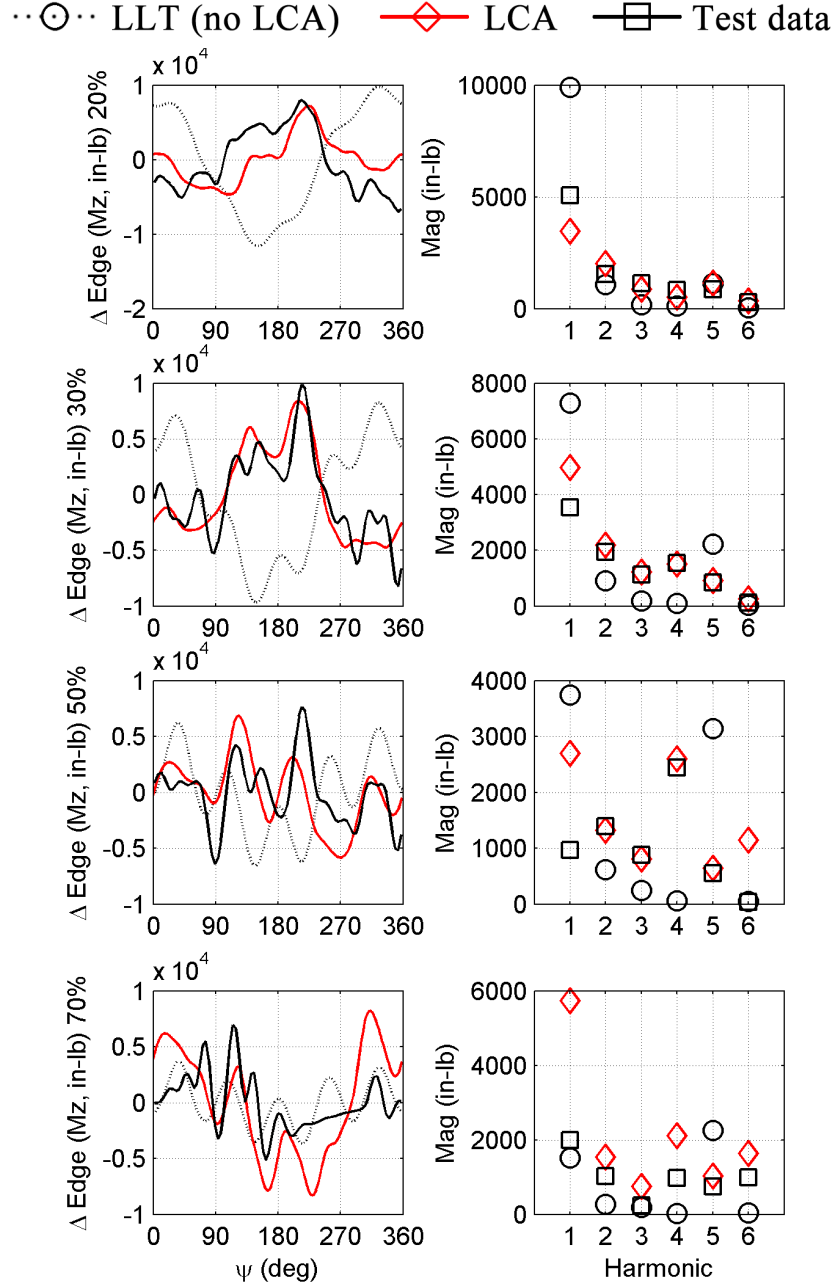 LLT (no LCA) LCA Test data
x 10^4
Δ Edge (Mz, in-lb) 20%
1
0
-1
-2
0 90 180 270 360
Mag (in-lb)
10000
5000
0
1 2 3 4 5 6
x 10^4
Δ Edge (Mz, in-lb) 30%
1
0.5
0
-0.5
-1
0 90 180 270 360
Mag (in-lb)
8000
6000
4000
2000
0
1 2 3 4 5 6
x 10^4
Δ Edge (Mz, in-lb) 50%
1
0.5
0
-0.5
-1
0 90 180 270 360
Mag (in-lb)
4000
3000
2000
1000
0
1 2 3 4 5 6
x 10^4
Δ Edge (Mz, in-lb) 70%
1
0.5
0
-0.5
-1
0 90 180 270 360
ψ (deg)
Mag (in-lb)
6000
4000
2000
0
1 2 3 4 5 6
Harmonic